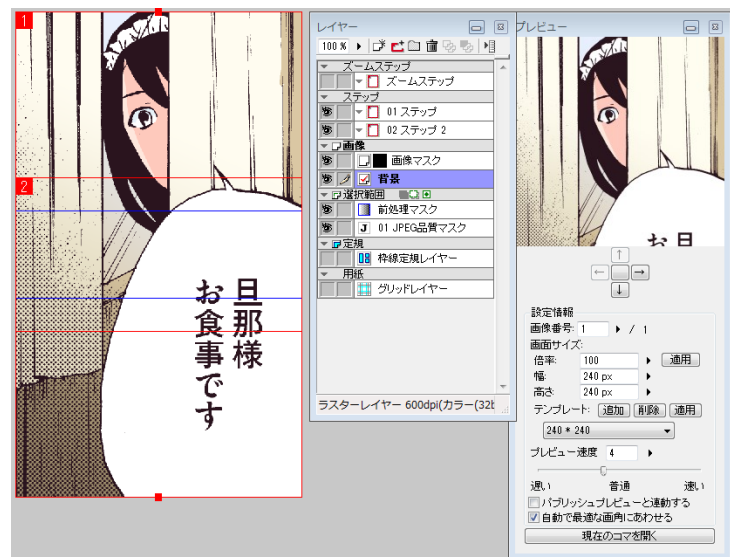 1
2
旦那様
お食事です
レイヤー
100 %
ズームステップ
ズームステップ
ステップ
01 ステップ
02 ステップ 2
画像
画像マスク
背景
選択範囲
前処理マスク
J 01 JPEG品質マスク
定規
枠線定規レイヤー
用紙
グリッドレイヤー
ラスターレイヤー 600dpi(カラー(32b
プレビュー
お 旦
設定情報
画像番号: 1 / 1
画面サイズ:
倍率: 100 適用
幅: 240 px
高さ: 240 px
テンプレート: 追加 削除 適用
240 * 240
プレビュー速度 4
遅い 普通 速い
パブリッシュプレビューと連動する
自動で最適な画角にあわせる
現在のコマを開く